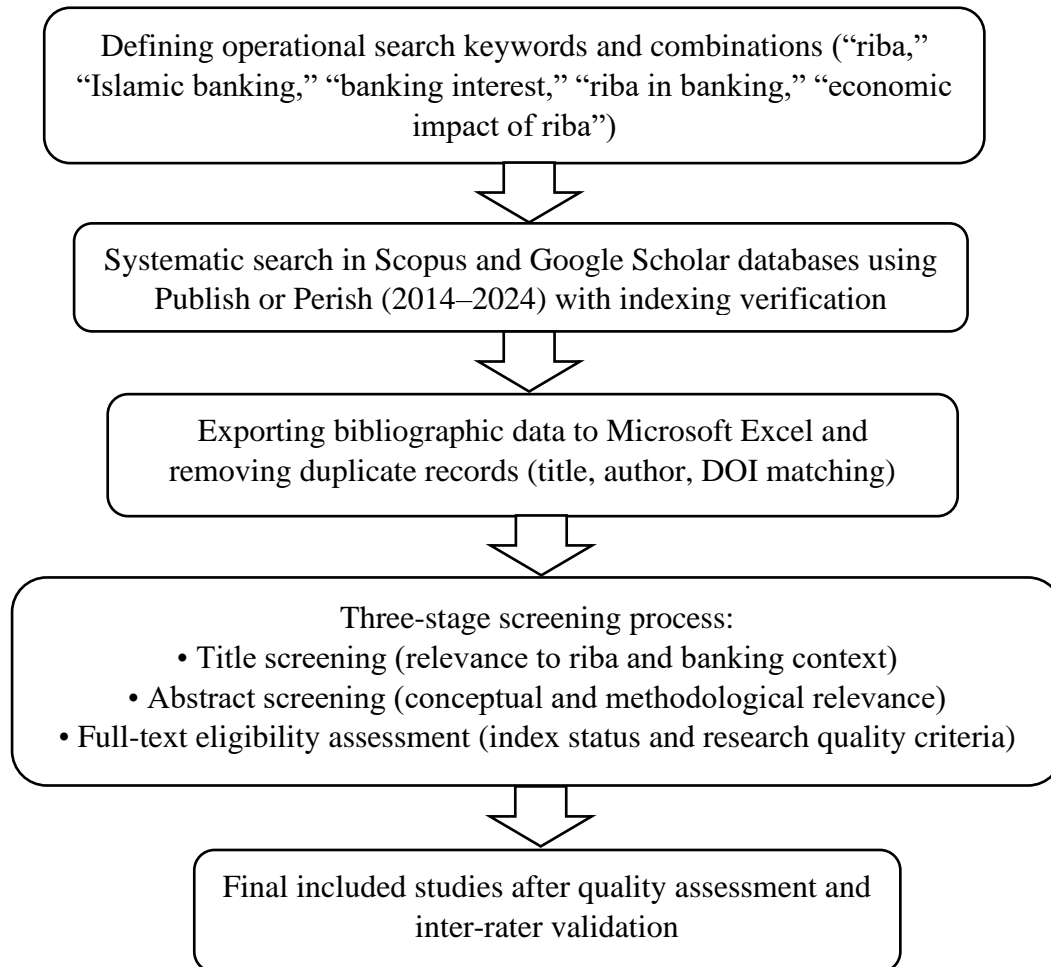 Defining operational search keywords and combinations (“riba,”
“Islamic banking,” “banking interest,” “riba in banking,” “economic
impact of riba”)
Systematic search in Scopus and Google Scholar databases using
Publish or Perish (2014–2024) with indexing verification
Exporting bibliographic data to Microsoft Excel and
removing duplicate records (title, author, DOI matching)
Three-stage screening process:
• Title screening (relevance to riba and banking context)
• Abstract screening (conceptual and methodological relevance)
• Full-text eligibility assessment (index status and research quality criteria)
Final included studies after quality assessment and
inter-rater validation